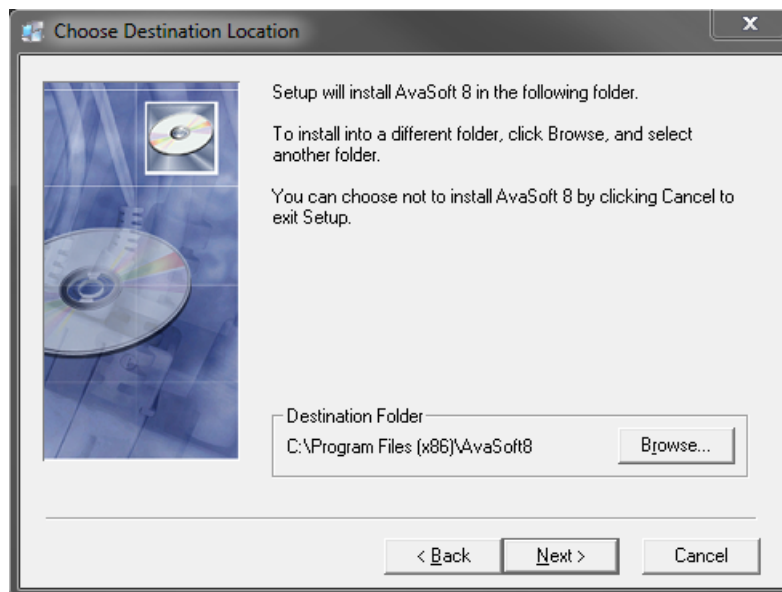 Choose Destination Location
X
Setup will install AvaSoft 8 in the following folder.
To install into a different folder, click Browse, and select
another folder.
You can choose not to install AvaSoft 8 by clicking Cancel to
exit Setup.
Destination Folder
C:\Program Files (x86)\AvaSoft8
Browse...
< Back
Next >
Cancel